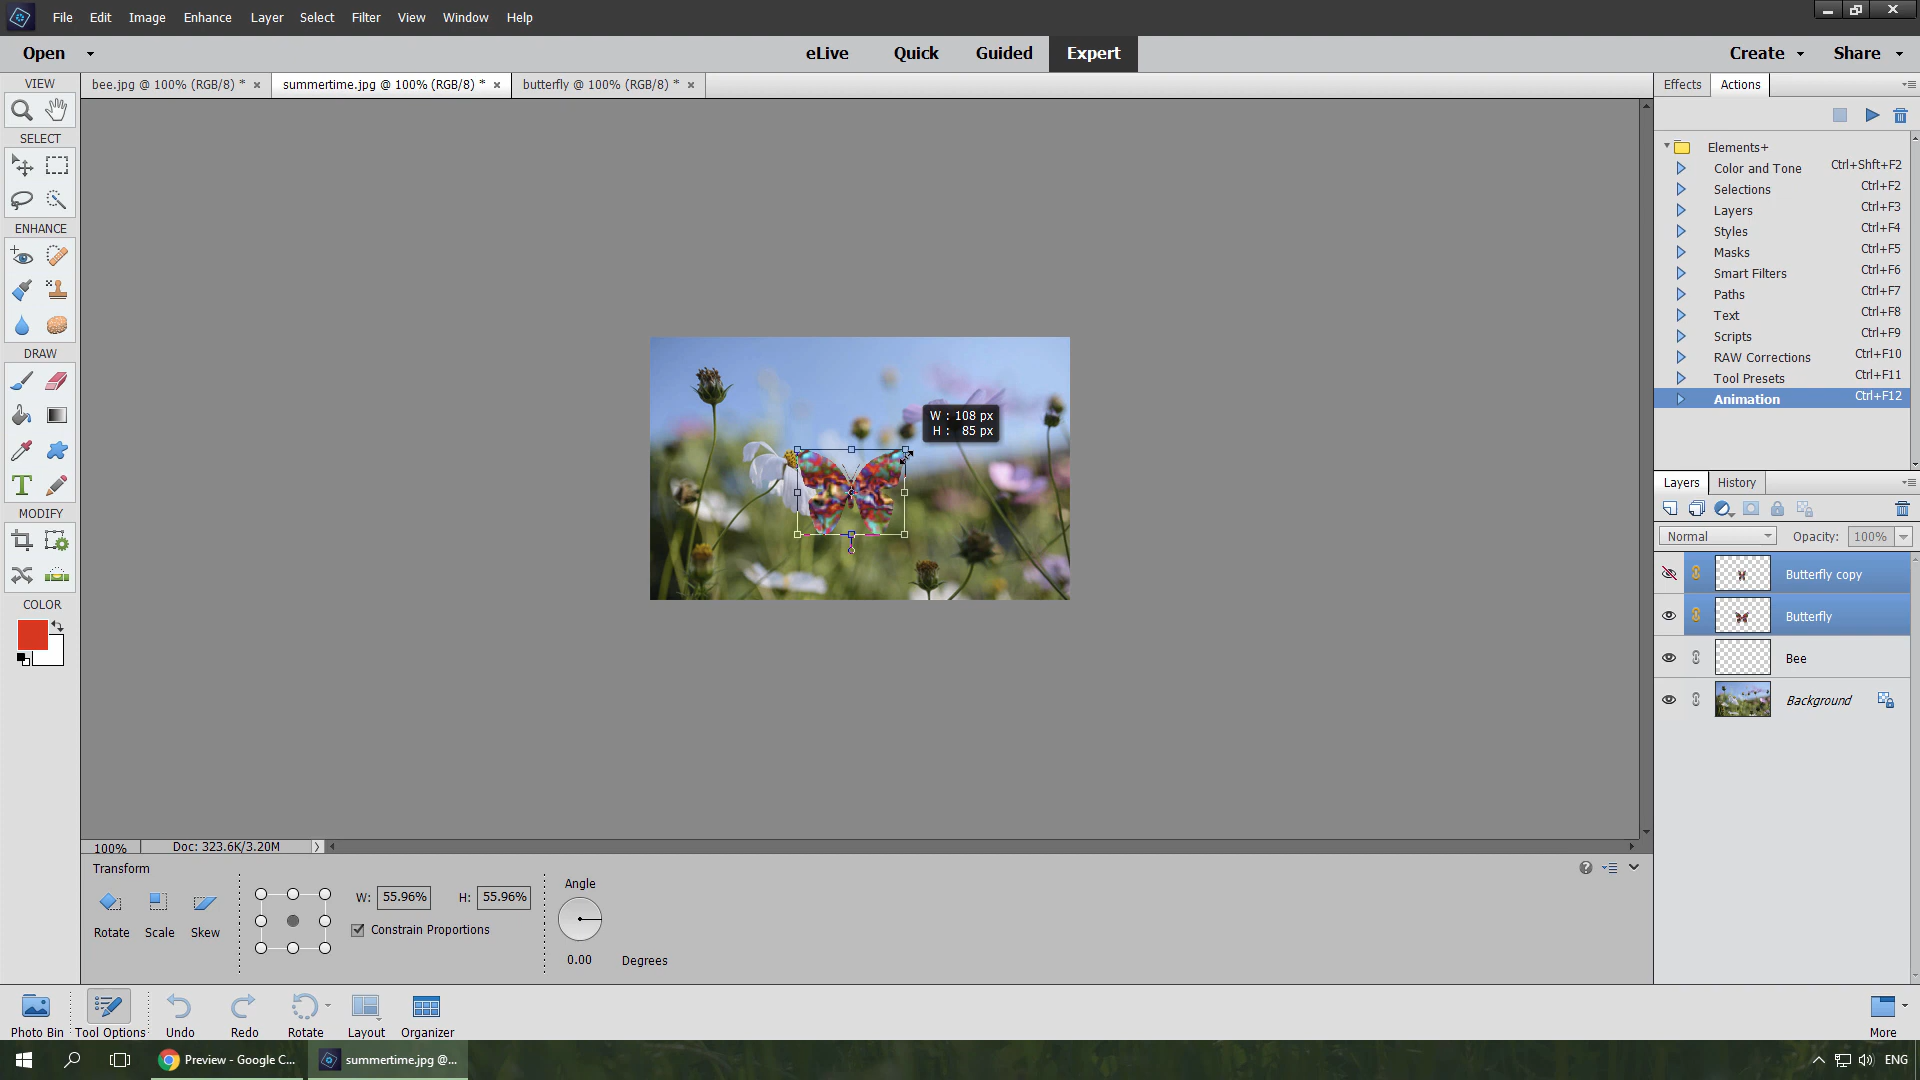 File Edit Image Enhance Layer Select Filter View Window Help
Open eLive Quick Guided Expert Create Share
bee.jpg @ 100% (RGB/8) * × summertime.jpg @ 100% (RGB/8) * × butterfly @ 100% (RGB/8) * ×
VIEW
SELECT
ENHANCE
DRAW
MODIFY
COLOR
W : 108 px
H : 85 px
Effects Actions
Elements+
Color and Tone Ctrl+Shft+F2
Selections Ctrl+F2
Layers Ctrl+F3
Styles Ctrl+F4
Masks Ctrl+F5
Smart Filters Ctrl+F6
Paths Ctrl+F7
Text Ctrl+F8
Scripts Ctrl+F9
RAW Corrections Ctrl+F10
Tool Presets Ctrl+F11
Animation Ctrl+F12
Layers History
Normal Opacity: 100%
Butterfly copy
Butterfly
Bee
Background
100% Doc: 323.6K/3.20M
Transform
Rotate Scale Skew
W: 55.96% H: 55.96%
Constrain Proportions
Angle
0.00 Degrees
Photo Bin Tool Options Undo Redo Rotate Layout Organizer More
Preview - Google C... summertime.jpg @... ENG